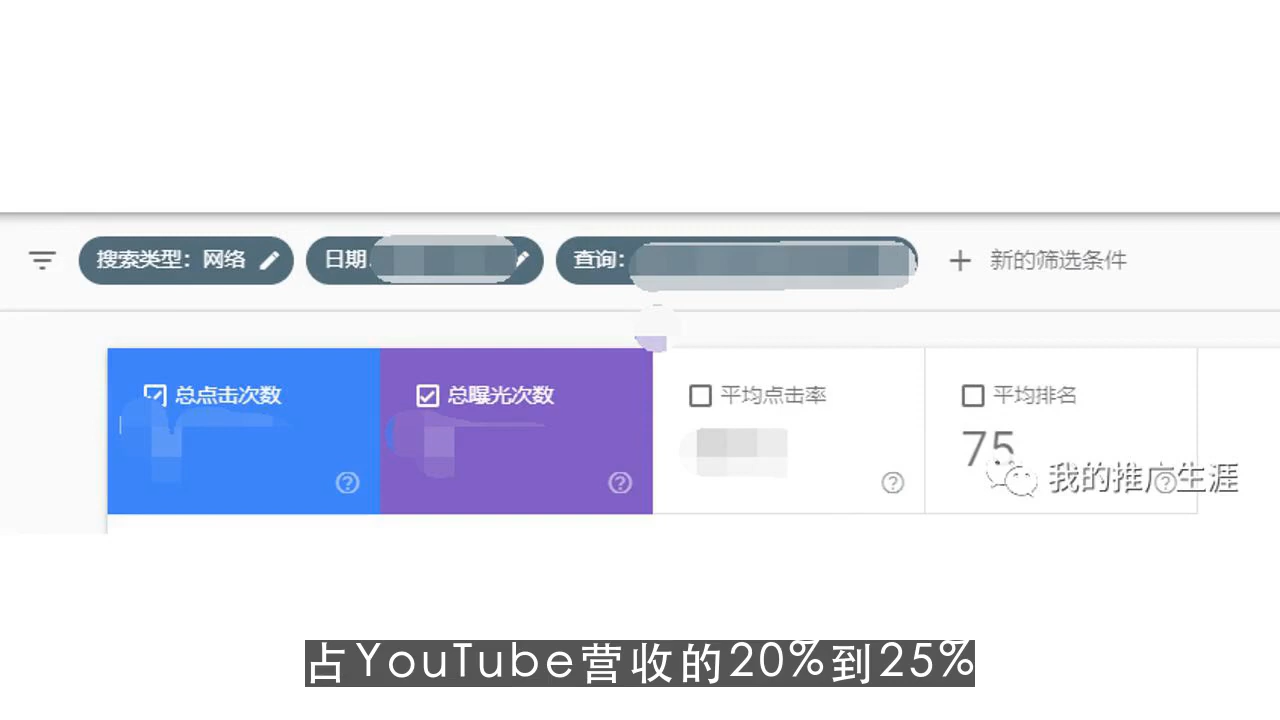 搜索类型：网络 日期 查询： + 新的筛选条件
总点击次数 总曝光次数 平均点击率 平均排名
75
我的推广生涯
占YouTube营收的20%到25%